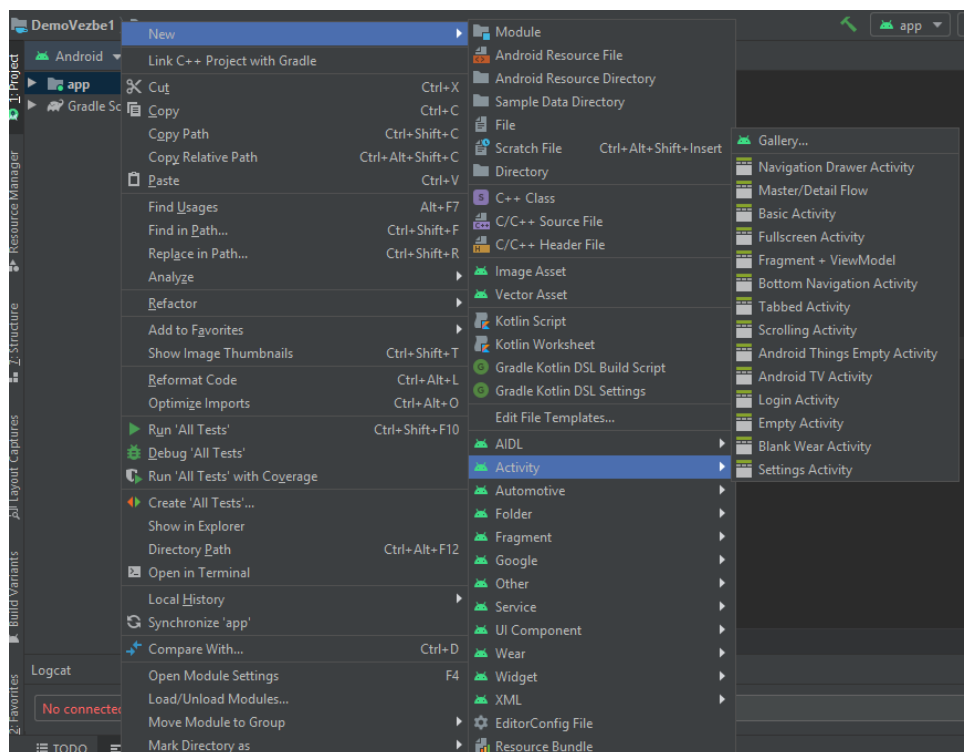 DemoVezbe1
app
Android
1: Project
Resource Manager
7: Structure
Layout Captures
Build Variants
2: Favorites
app
Gradle Sc
New
Link C++ Project with Gradle
Cut Ctrl+X
Copy Ctrl+C
Copy Path Ctrl+Shift+C
Copy Relative Path Ctrl+Alt+Shift+C
Paste Ctrl+V
Find Usages Alt+F7
Find in Path... Ctrl+Shift+F
Replace in Path... Ctrl+Shift+R
Analyze
Refactor
Add to Favorites
Show Image Thumbnails Ctrl+Shift+T
Reformat Code Ctrl+Alt+L
Optimize Imports Ctrl+Alt+O
Run 'All Tests' Ctrl+Shift+F10
Debug 'All Tests'
Run 'All Tests' with Coverage
Create 'All Tests'...
Show in Explorer
Directory Path Ctrl+Alt+F12
Open in Terminal
Local History
Synchronize 'app'
Compare With... Ctrl+D
Open Module Settings F4
Load/Unload Modules...
Move Module to Group
Mark Directory as
Module
Android Resource File
Android Resource Directory
Sample Data Directory
File
Scratch File Ctrl+Alt+Shift+Insert
Directory
C++ Class
C/C++ Source File
C/C++ Header File
Image Asset
Vector Asset
Kotlin Script
Kotlin Worksheet
Gradle Kotlin DSL Build Script
Gradle Kotlin DSL Settings
Edit File Templates...
AIDL
Activity
Automotive
Folder
Fragment
Google
Other
Service
UI Component
Wear
Widget
XML
EditorConfig File
Resource Bundle
Gallery...
Navigation Drawer Activity
Master/Detail Flow
Basic Activity
Fullscreen Activity
Fragment + ViewModel
Bottom Navigation Activity
Tabbed Activity
Scrolling Activity
Android Things Empty Activity
Android TV Activity
Login Activity
Empty Activity
Blank Wear Activity
Settings Activity
Logcat
No connected
TODO